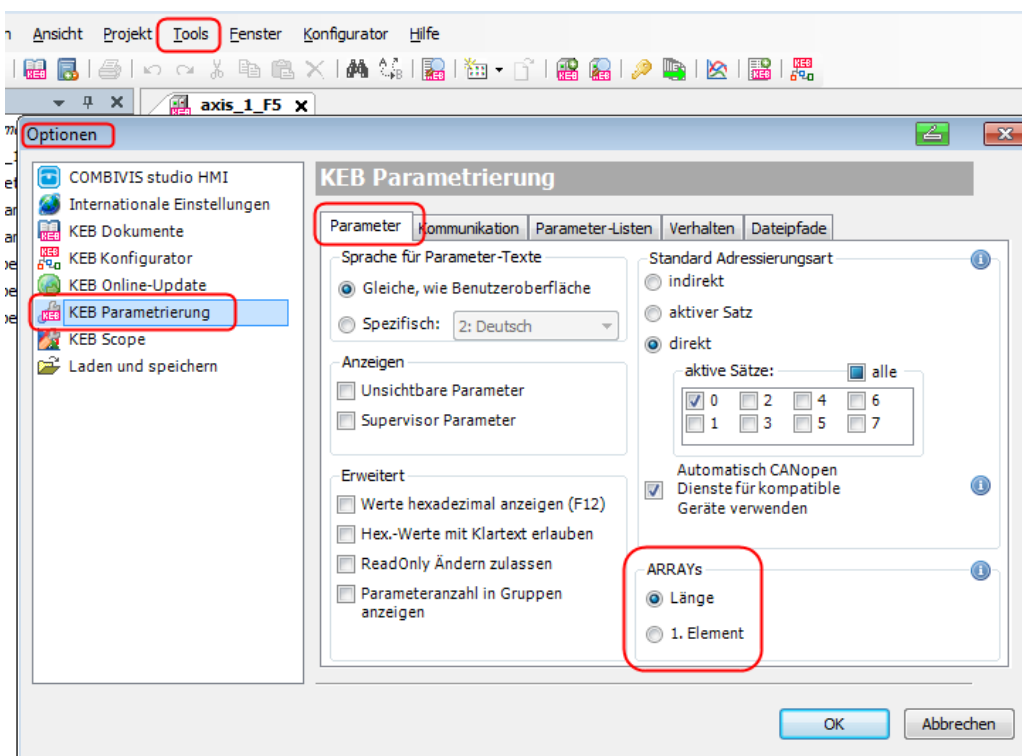 Ansicht Projekt Tools Fenster Konfigurator Hilfe
axis_1_F5
Optionen
COMBIVIS studio HMI
Internationale Einstellungen
KEB Dokumente
KEB Konfigurator
KEB Online-Update
KEB Parametrierung
KEB Scope
Laden und speichern
KEB Parametrierung
Parameter Kommunikation Parameter-Listen Verhalten Dateipfade
Sprache für Parameter-Texte
Gleiche, wie Benutzeroberfläche
Spezifisch: 2: Deutsch
Anzeigen
Unsichtbare Parameter
Supervisor Parameter
Erweitert
Werte hexadezimal anzeigen (F12)
Hex.-Werte mit Klartext erlauben
ReadOnly Ändern zulassen
Parameteranzahl in Gruppen
anzeigen
Standard Adressierungsart
indirekt
aktiver Satz
direkt
aktive Sätze: alle
0 2 4 6
1 3 5 7
Automatisch CANopen
Dienste für kompatible
Geräte verwenden
ARRAYs
Länge
1. Element
OK Abbrechen